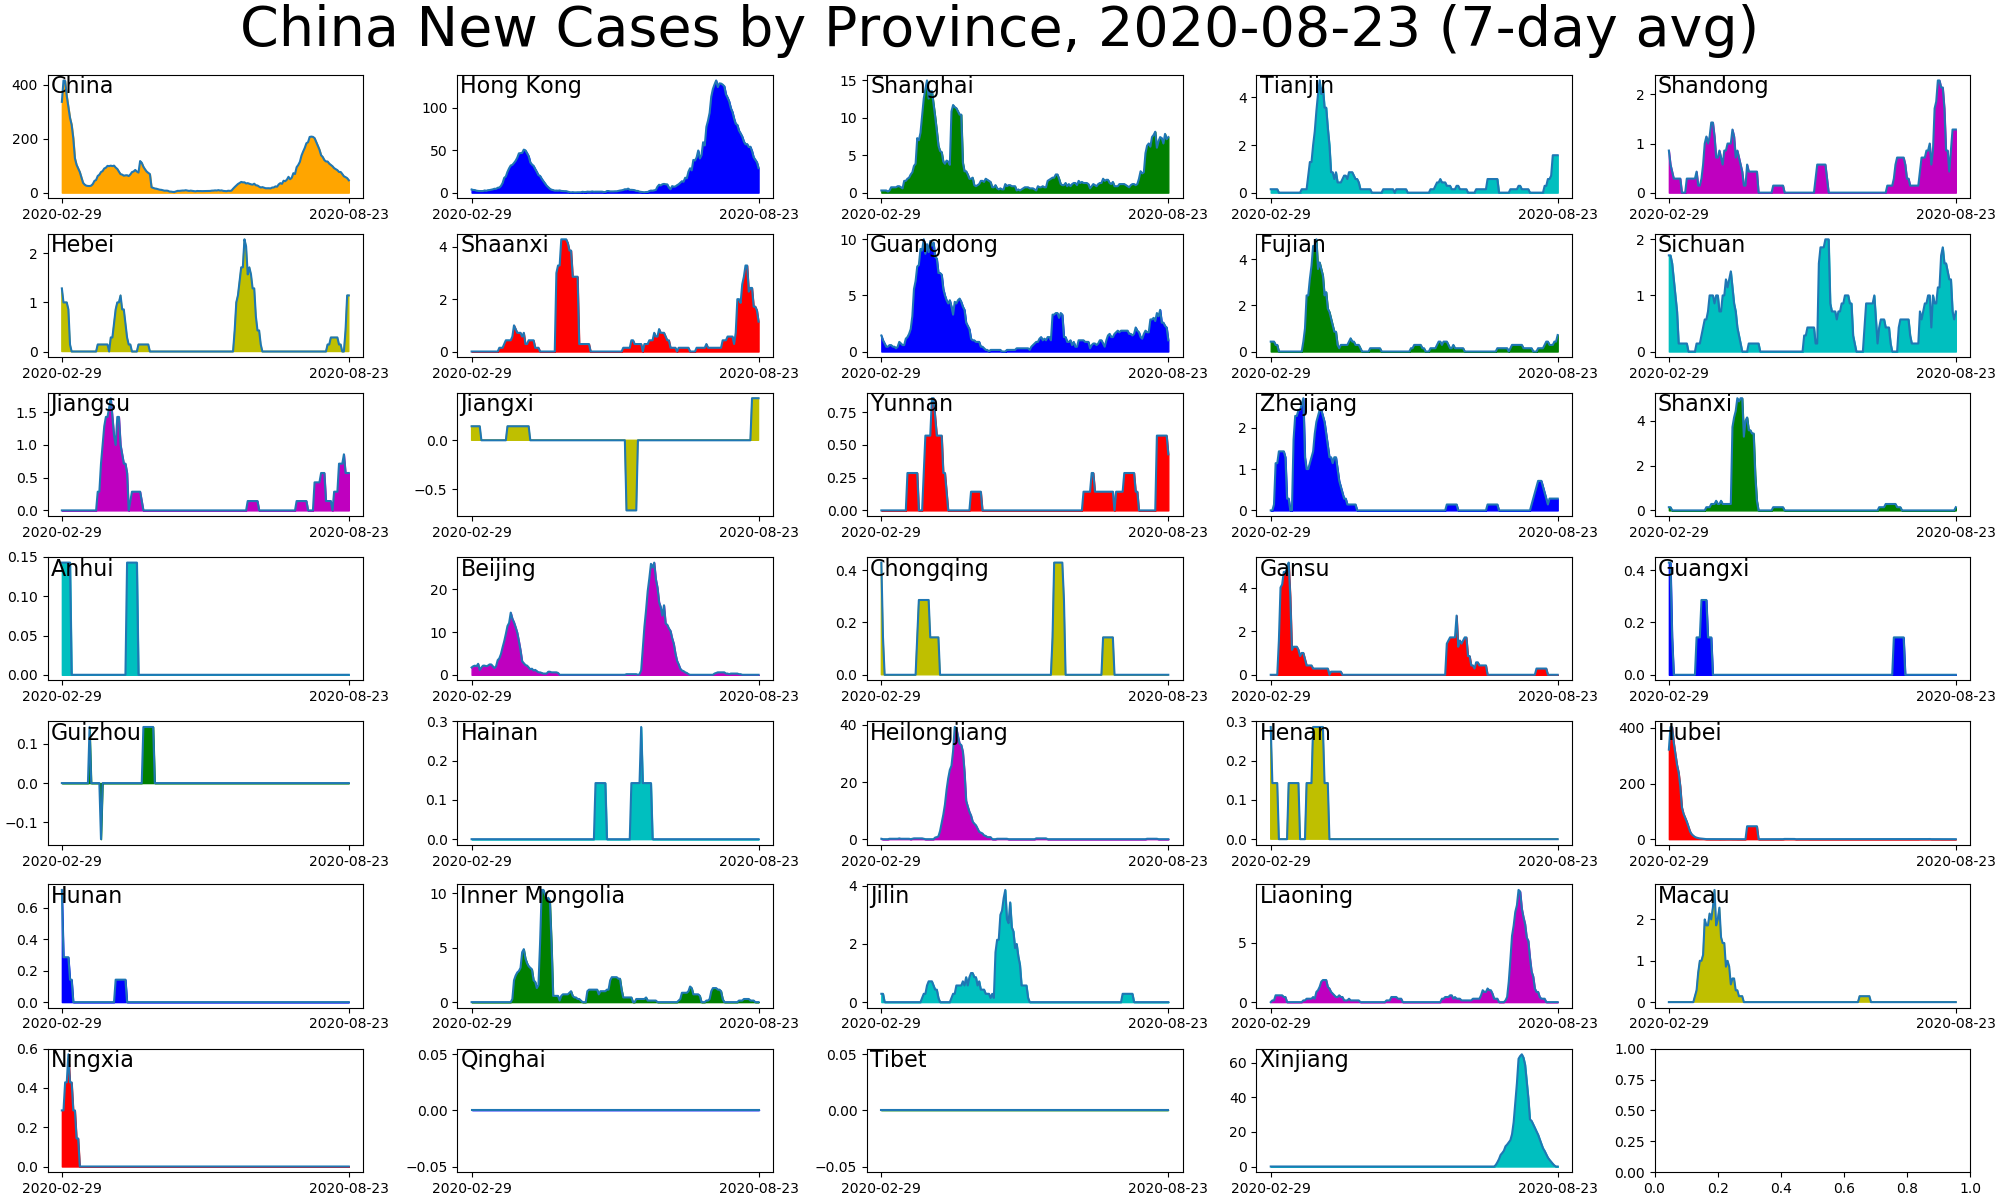 China New Cases by Province, 2020-08-23 (7-day avg)
China Hong Kong Shanghai Tianjin Shandong
400 100 15 4 2
200 50 10 2 1
0 0 5 0 0
0
2020-02-29 2020-08-23 2020-02-29 2020-08-23 2020-02-29 2020-08-23 2020-02-29 2020-08-23 2020-02-29 2020-08-23
Hebei Shaanxi Guangdong Fujian Sichuan
2 4 10 4 2
1 2 5 2 1
0 0 0 0 0
2020-02-29 2020-08-23 2020-02-29 2020-08-23 2020-02-29 2020-08-23 2020-02-29 2020-08-23 2020-02-29 2020-08-23
Jiangsu Jiangxi Yunnan Zhejiang Shanxi
1.5 0.0 0.75 2 4
1.0 −0.5 0.50 1 2
0.5 0.25 0 0
0.0 0.00
2020-02-29 2020-08-23 2020-02-29 2020-08-23 2020-02-29 2020-08-23 2020-02-29 2020-08-23 2020-02-29 2020-08-23
Anhui Beijing Chongqing Gansu Guangxi
0.15 20 0.4 4 0.4
0.10 10 0.2 2 0.2
0.05 0 0.0 0 0.0
0.00
2020-02-29 2020-08-23 2020-02-29 2020-08-23 2020-02-29 2020-08-23 2020-02-29 2020-08-23 2020-02-29 2020-08-23
Guizhou Hainan Heilongjiang Henan Hubei
0.1 0.3 40 0.3 400
0.0 0.2 20 0.2 200
−0.1 0.1 0 0.1 0
0.0 0.0
2020-02-29 2020-08-23 2020-02-29 2020-08-23 2020-02-29 2020-08-23 2020-02-29 2020-08-23 2020-02-29 2020-08-23
Hunan Inner Mongolia Jilin Liaoning Macau
0.6 10 4 5 2
0.4 5 2 0 1
0.2 0 0 0
0.0
2020-02-29 2020-08-23 2020-02-29 2020-08-23 2020-02-29 2020-08-23 2020-02-29 2020-08-23 2020-02-29 2020-08-23
Ningxia Qinghai Tibet Xinjiang
0.6 0.05 0.05 60 1.00
0.4 0.00 0.00 40 0.75
0.2 −0.05 −0.05 20 0.50
0.0 0 0.25
0.00
2020-02-29 2020-08-23 2020-02-29 2020-08-23 2020-02-29 2020-08-23 2020-02-29 2020-08-23 0.0 0.2 0.4 0.6 0.8 1.0